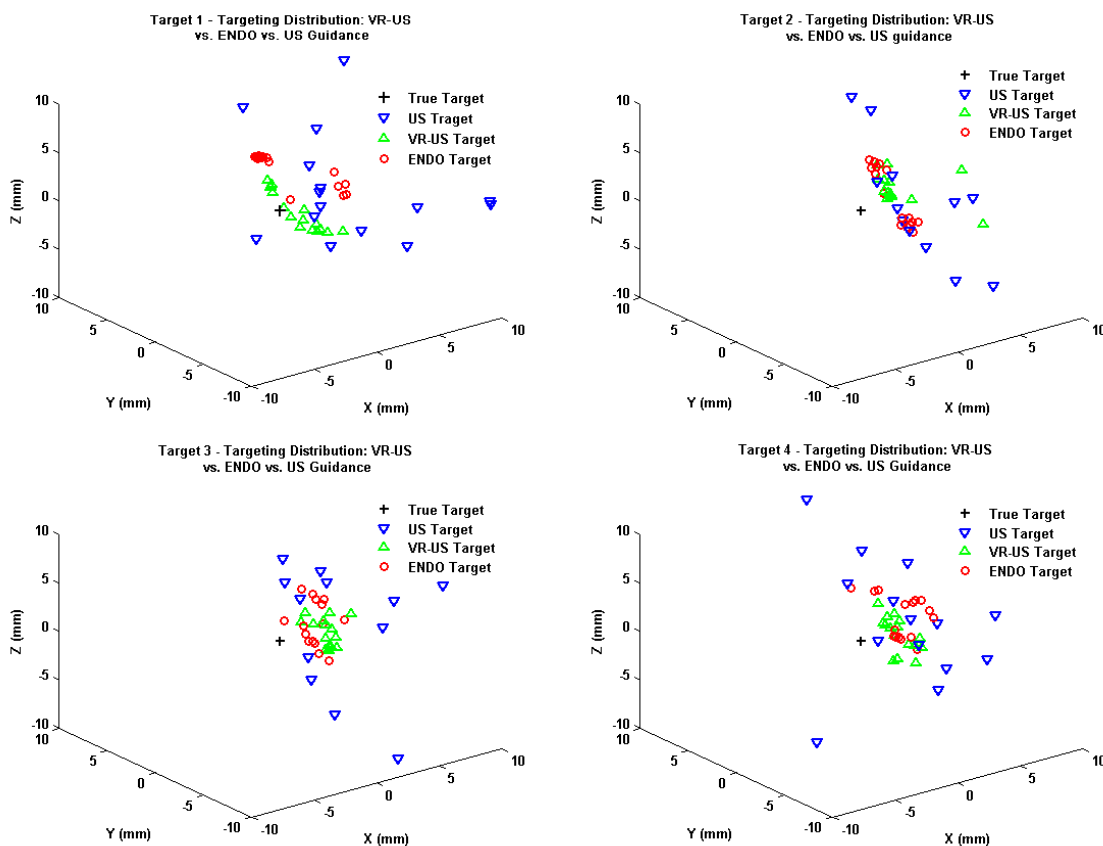 Target 1 - Targeting Distribution: VR-US
vs. ENDO vs. US Guidance
True Target
US Traget
VR-US Target
ENDO Target
10
5
0
-5
-10
Z (mm)
10
5
0
-5
-10
Y (mm)
-10
-5
0
5
10
X (mm)
Target 2 - Targeting Distribution: VR-US
vs. ENDO vs. US guidance
True Target
US Target
VR-US Target
ENDO Target
10
5
0
-5
-10
Z (mm)
10
5
0
-5
-10
Y (mm)
-10
-5
0
5
10
X (mm)
Target 3 - Targeting Distribution: VR-US
vs. ENDO vs. US Guidance
True Target
US Target
VR-US Target
ENDO Target
10
5
0
-5
-10
Z (mm)
10
5
0
-5
-10
Y (mm)
-10
-5
0
5
10
X (mm)
Target 4 - Targeting Distribution: VR-US
vs. ENDO vs. US Guidance
True Target
US Target
VR-US Target
ENDO Target
10
5
0
-5
-10
Z (mm)
10
5
0
-5
-10
Y (mm)
-10
-5
0
5
10
X (mm)